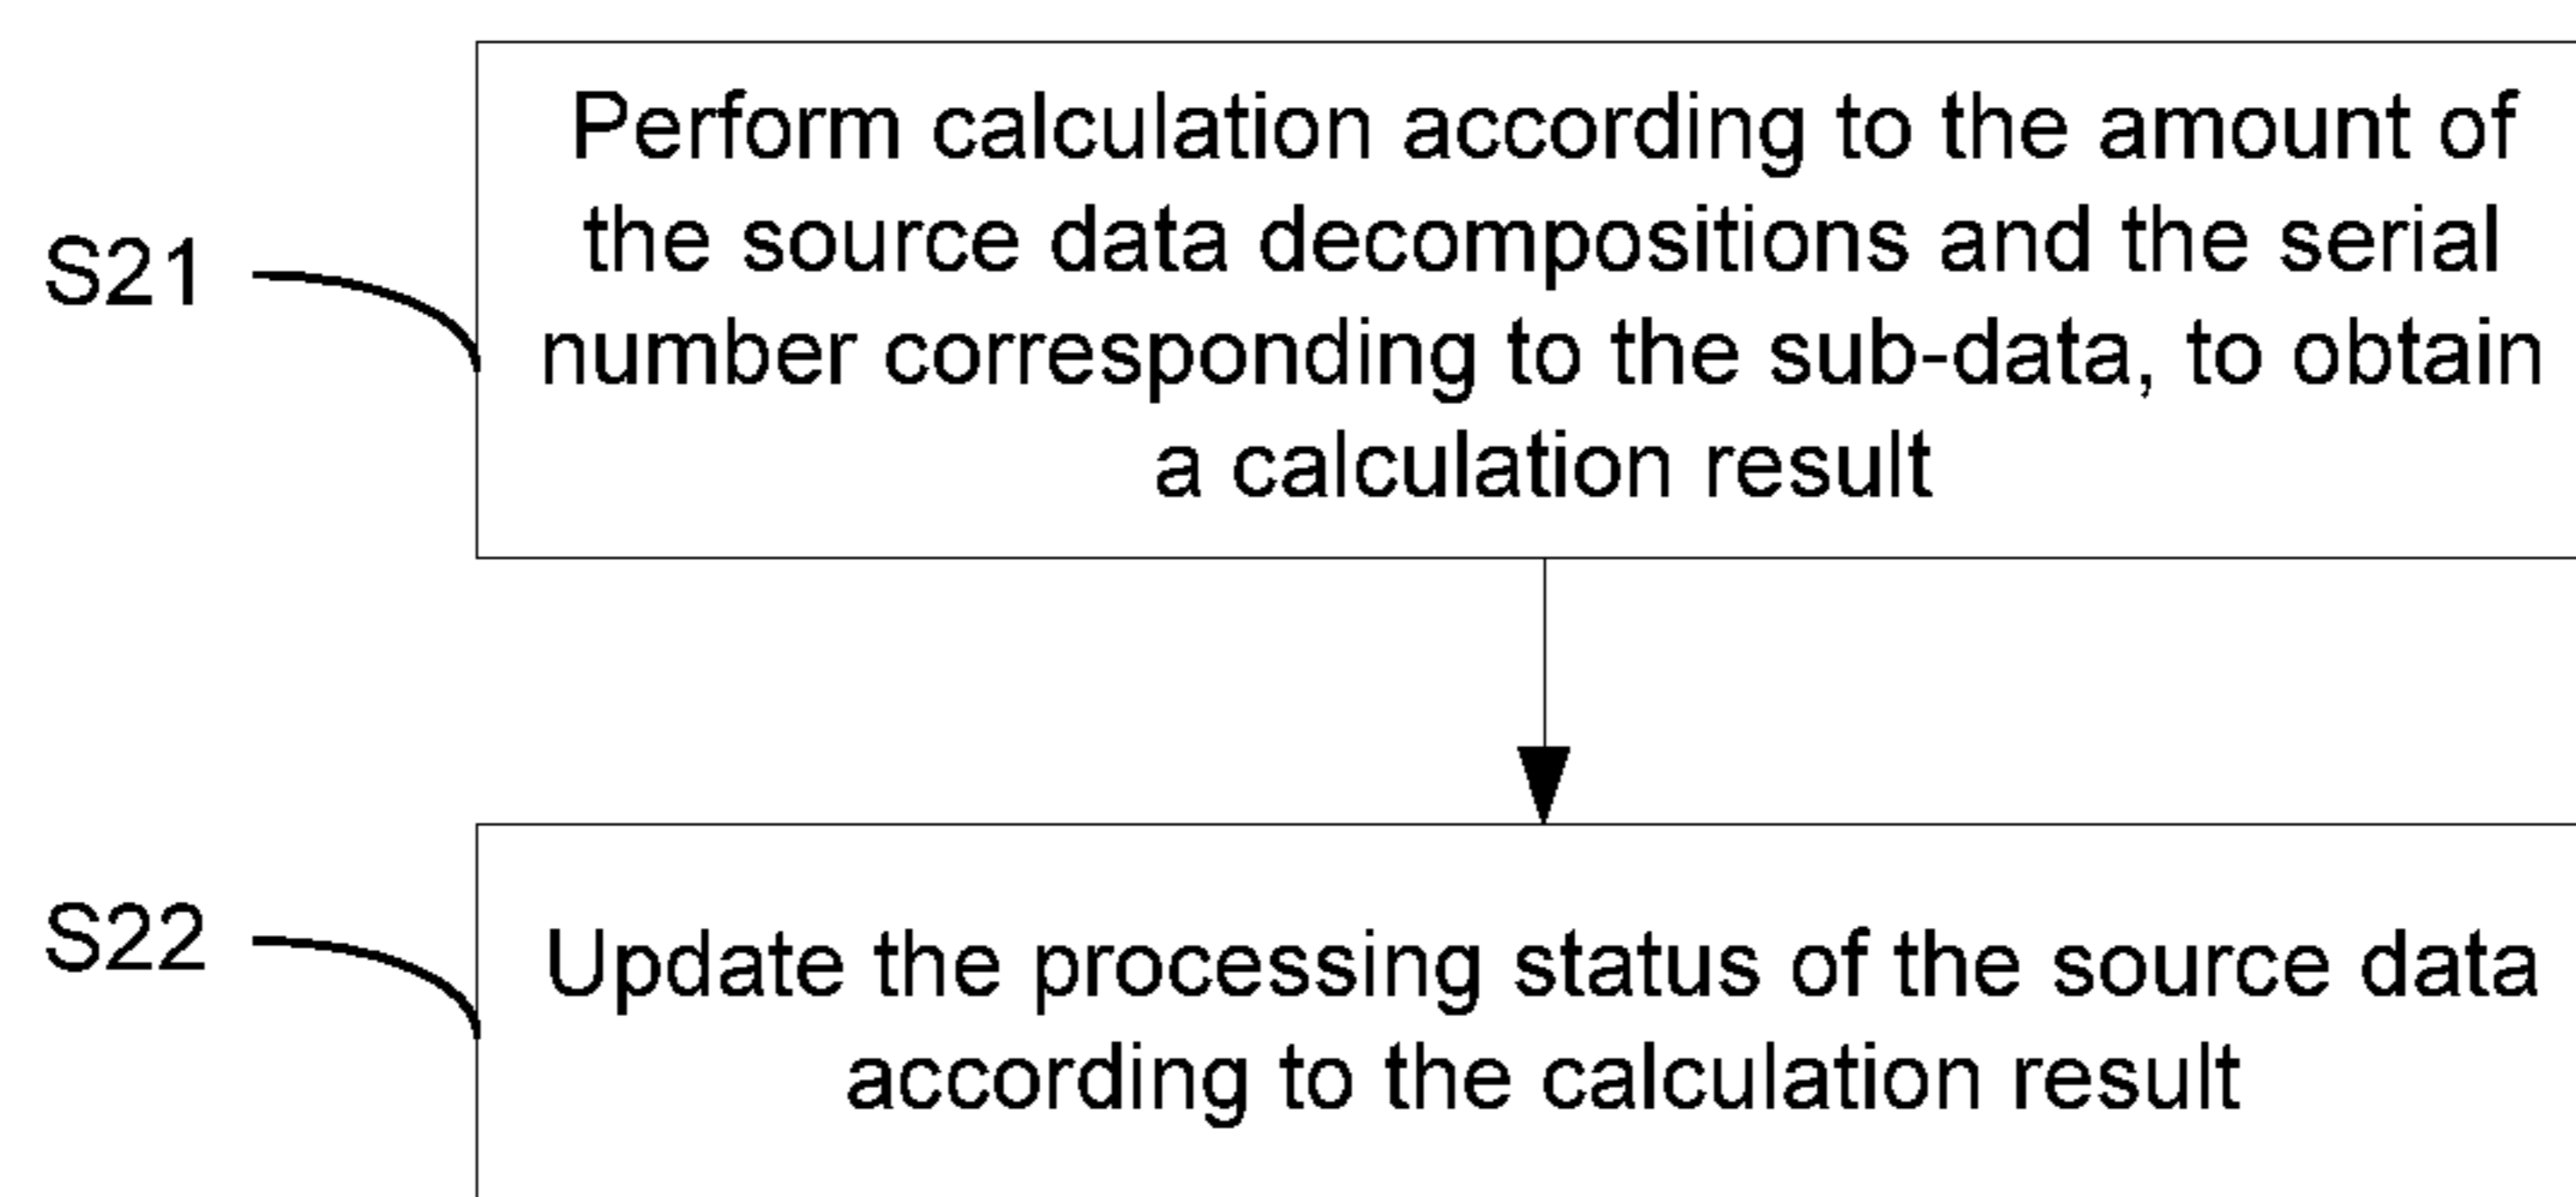 Perform calculation according to the amount of
the source data decompositions and the serial
number corresponding to the sub-data, to obtain
a calculation result
S21
Update the processing status of the source data
according to the calculation result
S22